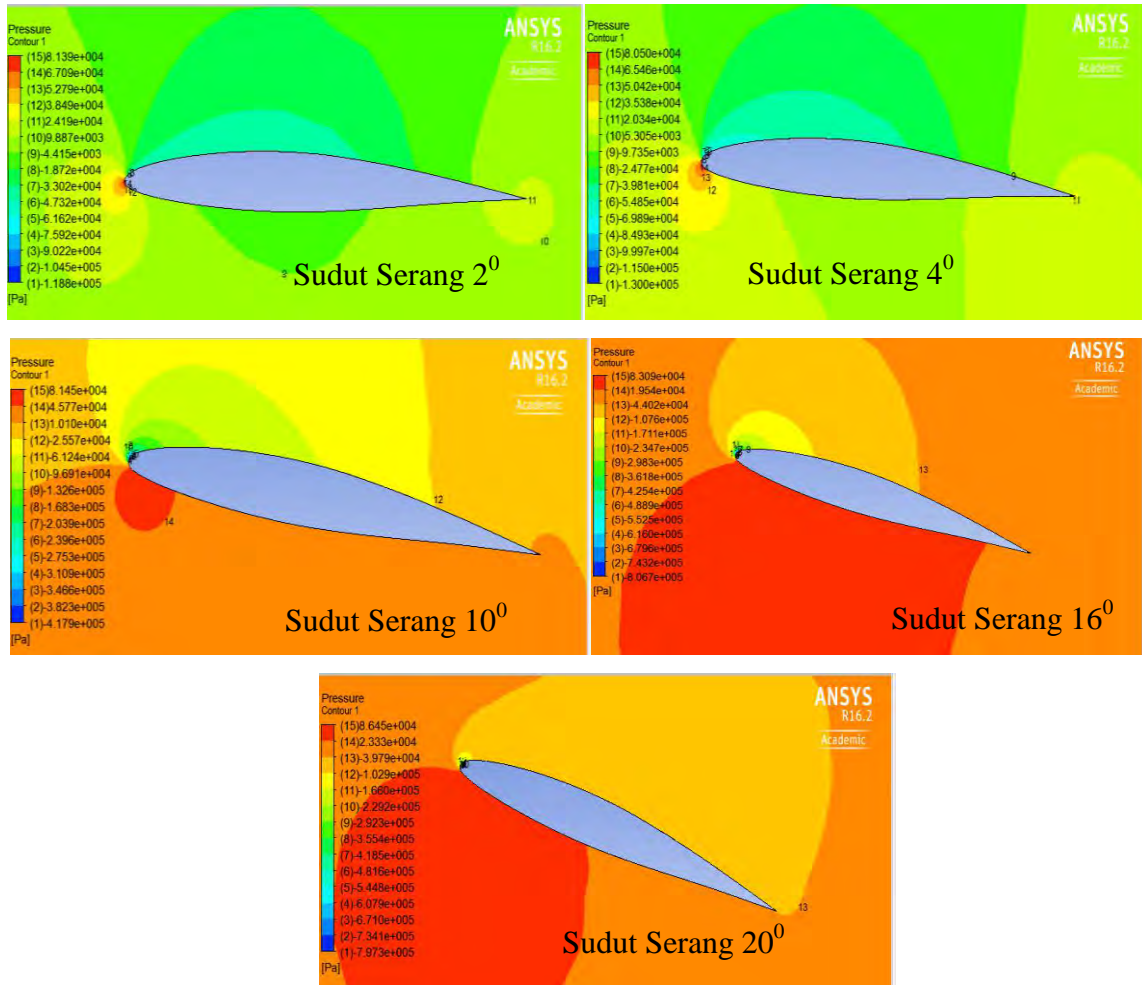 Pressure
Contour 1
(15)8.139e+004
(14)6.709e+004
(13)5.279e+004
(12)3.849e+004
(11)2.419e+004
(10)9.887e+003
(9)-4.415e+003
(8)-1.872e+004
(7)-3.302e+004
(6)-4.732e+004
(5)-6.162e+004
(4)-7.592e+004
(3)-9.022e+004
(2)-1.045e+005
(1)-1.188e+005
[Pa]
ANSYS
R16.2
Academic
12
11
10
Sudut Serang 2⁰
Pressure
Contour 1
(15)8.050e+004
(14)6.546e+004
(13)5.042e+004
(12)3.538e+004
(11)2.034e+004
(10)5.305e+003
(9)-9.735e+003
(8)-2.477e+004
(7)-3.981e+004
(6)-5.485e+004
(5)-6.989e+004
(4)-8.493e+004
(3)-9.997e+004
(2)-1.150e+005
(1)-1.300e+005
[Pa]
ANSYS
R16.2
Academic
13
12
9
11
Sudut Serang 4⁰
Pressure
Contour 1
(15)8.145e+004
(14)4.577e+004
(13)1.010e+004
(12)-2.557e+004
(11)-6.124e+004
(10)-9.691e+004
(9)-1.326e+005
(8)-1.683e+005
(7)-2.039e+005
(6)-2.396e+005
(5)-2.753e+005
(4)-3.109e+005
(3)-3.466e+005
(2)-3.823e+005
(1)-4.179e+005
[Pa]
ANSYS
R16.2
Academic
12
14
Sudut Serang 10⁰
Pressure
Contour 1
(15)8.309e+004
(14)1.954e+004
(13)-4.402e+004
(12)-1.076e+005
(11)-1.711e+005
(10)-2.347e+005
(9)-2.983e+005
(8)-3.618e+005
(7)-4.254e+005
(6)-4.889e+005
(5)-5.525e+005
(4)-6.160e+005
(3)-6.796e+005
(2)-7.432e+005
(1)-8.067e+005
[Pa]
ANSYS
R16.2
Academic
13
Sudut Serang 16⁰
Pressure
Contour 1
(15)8.645e+004
(14)2.333e+004
(13)-3.979e+004
(12)-1.029e+005
(11)-1.660e+005
(10)-2.292e+005
(9)-2.923e+005
(8)-3.554e+005
(7)-4.185e+005
(6)-4.816e+005
(5)-5.448e+005
(4)-6.079e+005
(3)-6.710e+005
(2)-7.341e+005
(1)-7.973e+005
[Pa]
ANSYS
R16.2
Academic
13
Sudut Serang 20⁰